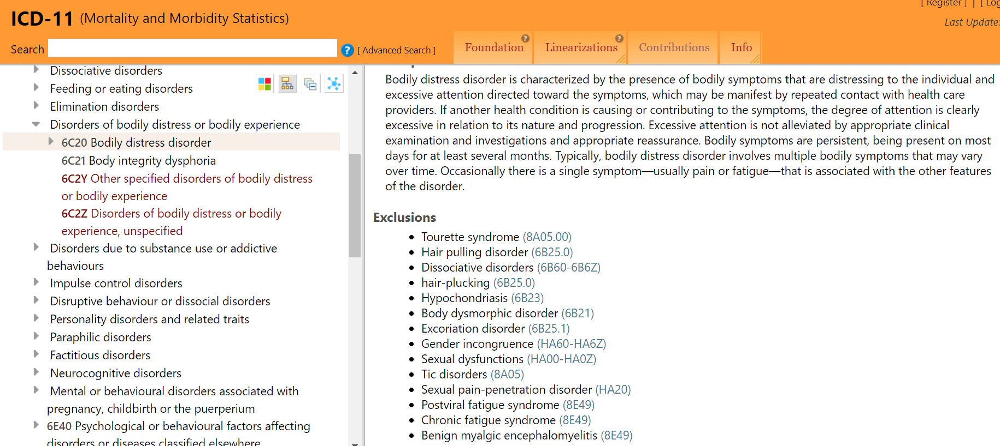 [ Register ] | [ Log
ICD-11 (Mortality and Morbidity Statistics)
Last Update:
Search
? [ Advanced Search ]
Foundation ?
Linearizations ?
Contributions
Info
Dissociative disorders
Feeding or eating disorders
Elimination disorders
Disorders of bodily distress or bodily experience
6C20 Bodily distress disorder
6C21 Body integrity dysphoria
6C2Y Other specified disorders of bodily distress
or bodily experience
6C2Z Disorders of bodily distress or bodily
experience, unspecified
Disorders due to substance use or addictive
behaviours
Impulse control disorders
Disruptive behaviour or dissocial disorders
Personality disorders and related traits
Paraphilic disorders
Factitious disorders
Neurocognitive disorders
Mental or behavioural disorders associated with
pregnancy, childbirth or the puerperium
6E40 Psychological or behavioural factors affecting
disorders or diseases classified elsewhere
Bodily distress disorder is characterized by the presence of bodily symptoms that are distressing to the individual and
excessive attention directed toward the symptoms, which may be manifest by repeated contact with health care
providers. If another health condition is causing or contributing to the symptoms, the degree of attention is clearly
excessive in relation to its nature and progression. Excessive attention is not alleviated by appropriate clinical
examination and investigations and appropriate reassurance. Bodily symptoms are persistent, being present on most
days for at least several months. Typically, bodily distress disorder involves multiple bodily symptoms that may vary
over time. Occasionally there is a single symptom—usually pain or fatigue—that is associated with the other features
of the disorder.
Exclusions
• Tourette syndrome (8A05.00)
• Hair pulling disorder (6B25.0)
• Dissociative disorders (6B60-6B6Z)
• hair-plucking (6B25.0)
• Hypochondriasis (6B23)
• Body dysmorphic disorder (6B21)
• Excoriation disorder (6B25.1)
• Gender incongruence (HA60-HA6Z)
• Sexual dysfunctions (HA00-HA0Z)
• Tic disorders (8A05)
• Sexual pain-penetration disorder (HA20)
• Postviral fatigue syndrome (8E49)
• Chronic fatigue syndrome (8E49)
• Benign myalgic encephalomyelitis (8E49)